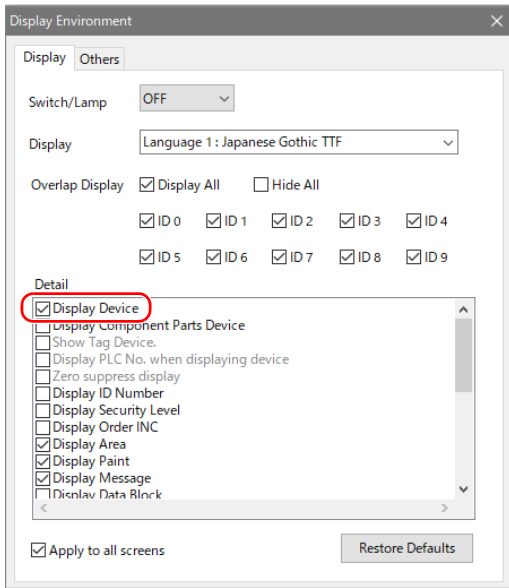 Display Environment
Display Others
Switch/Lamp OFF
Display Language 1 : Japanese Gothic TTF
Overlap Display Display All Hide All
ID 0 ID 1 ID 2 ID 3 ID 4
ID 5 ID 6 ID 7 ID 8 ID 9
Detail
Display Device
Display Component Parts Device
Show Tag Device.
Display PLC No. when displaying device
Zero suppress display
Display ID Number
Display Security Level
Display Order INC
Display Area
Display Paint
Display Message
Display Data Block
Apply to all screens Restore Defaults